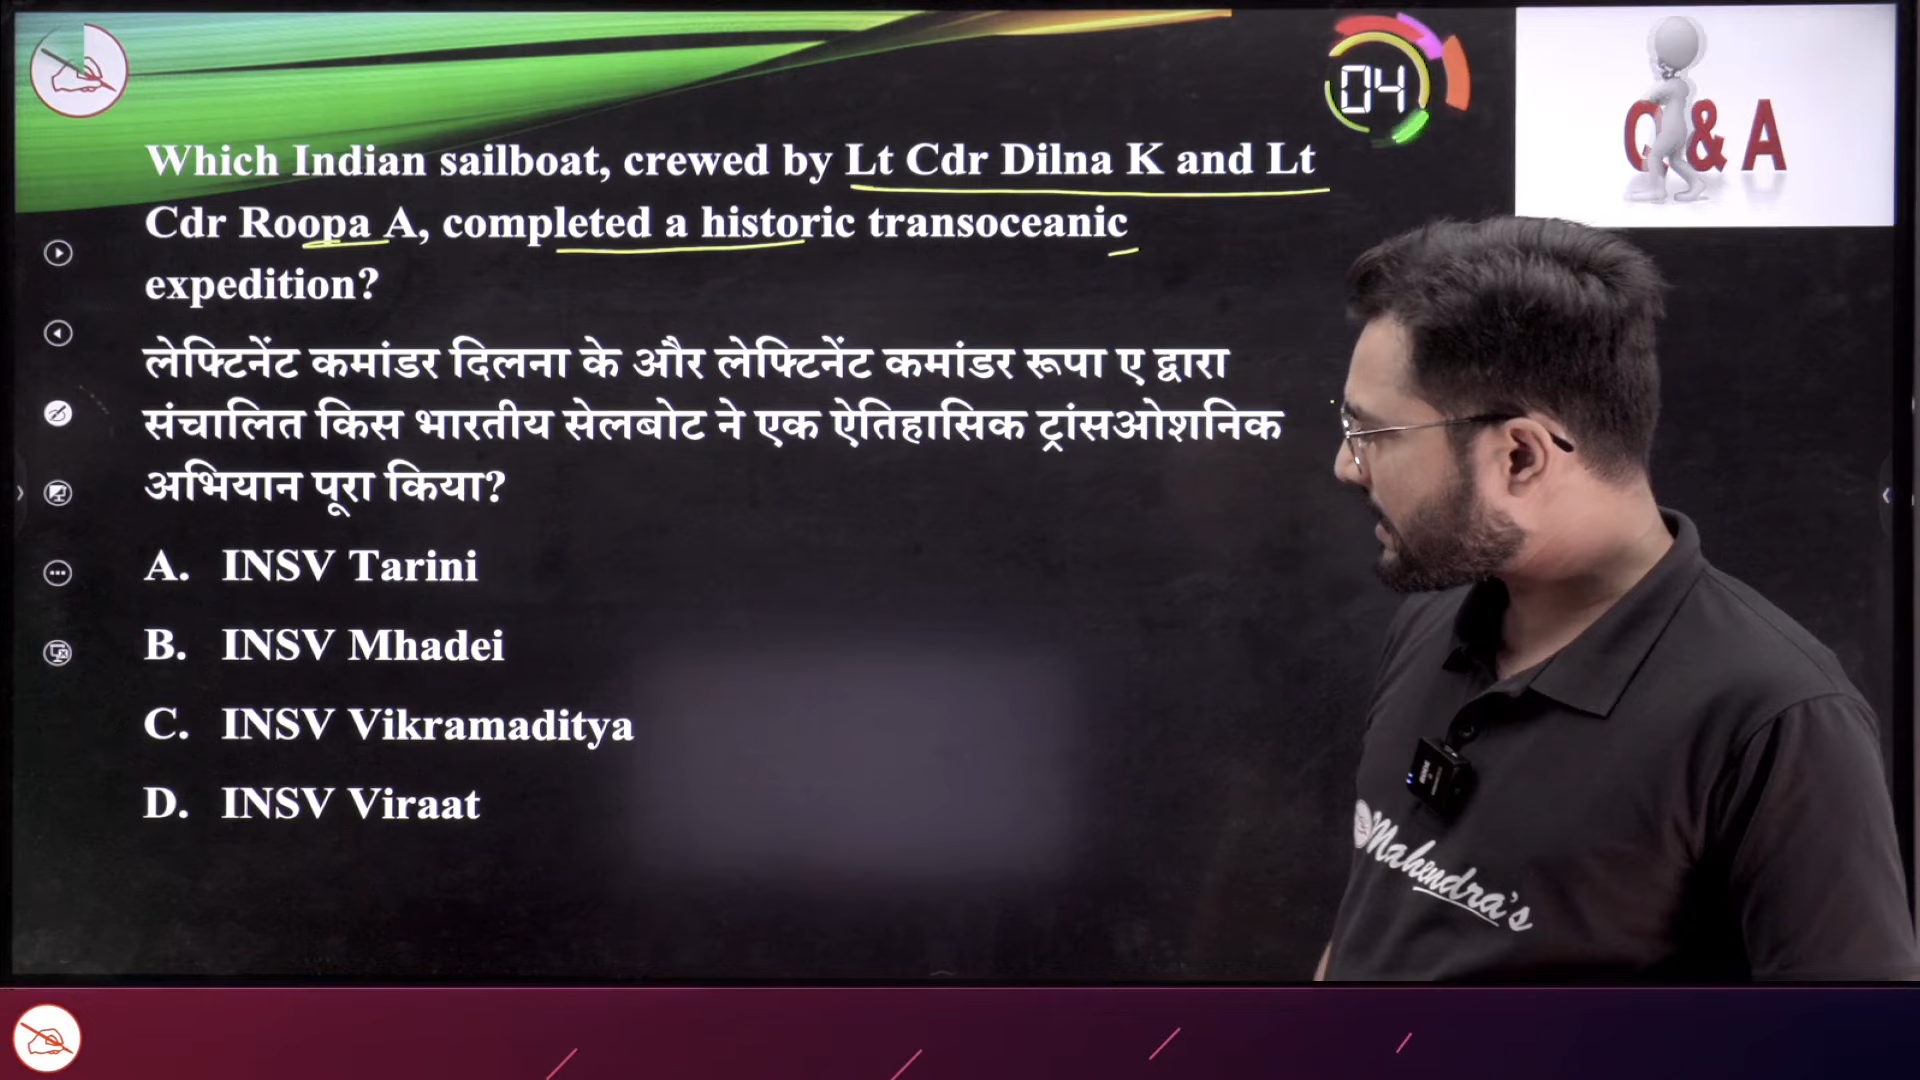 04
Q & A
Which Indian sailboat, crewed by Lt Cdr Dilna K and Lt
Cdr Roopa A, completed a historic transoceanic
expedition?
लेफ्टिनेंट कमांडर दिलना के और लेफ्टिनेंट कमांडर रूपा ए द्वारा
संचालित किस भारतीय सेलबोट ने एक ऐतिहासिक ट्रांसओशनिक
अभियान पूरा किया?
A. INSV Tarini
B. INSV Mhadei
C. INSV Vikramaditya
D. INSV Viraat
Mahendra's